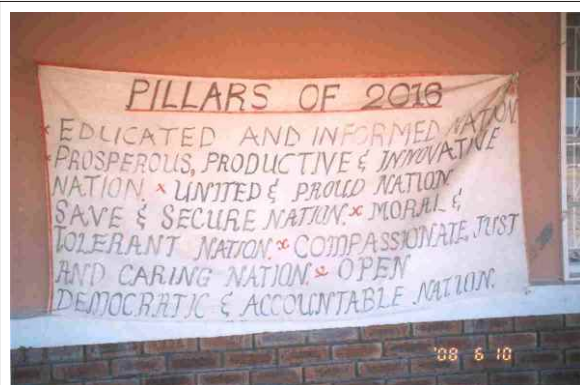 PILLARS OF 2016
* EDUCATED AND INFORMED NATION.
* PROSPEROUS, PRODUCTIVE & INNOVATIVE
NATION. * UNITED & PROUD NATION.
SAVE & SECURE NATION. * MORAL &
TOLERANT NATION. * COMPASSIONATE, JUST
AND CARING NATION. * OPEN
DEMOCRATIC & ACCOUNTABLE NATION.
'08 6 10